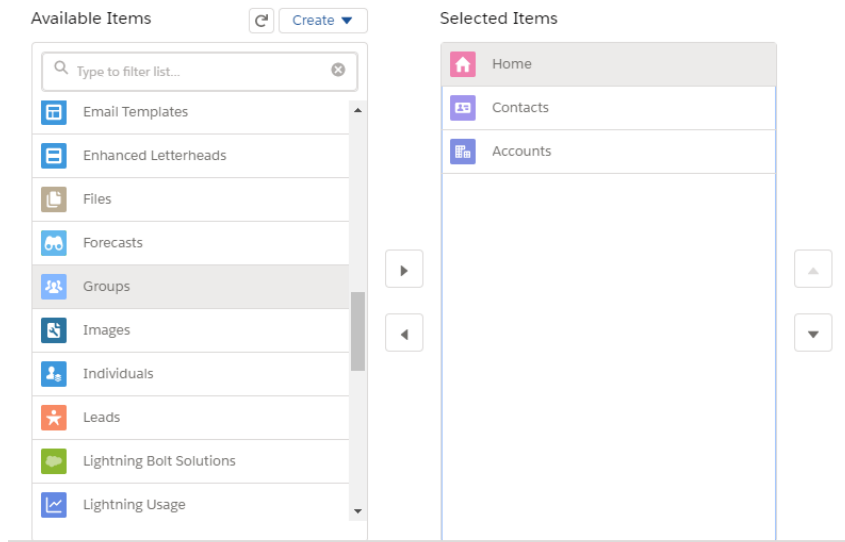 Available Items
Create
Selected Items
Type to filter list...
Email Templates
Enhanced Letterheads
Files
Forecasts
Groups
Images
Individuals
Leads
Lightning Bolt Solutions
Lightning Usage
Home
Contacts
Accounts